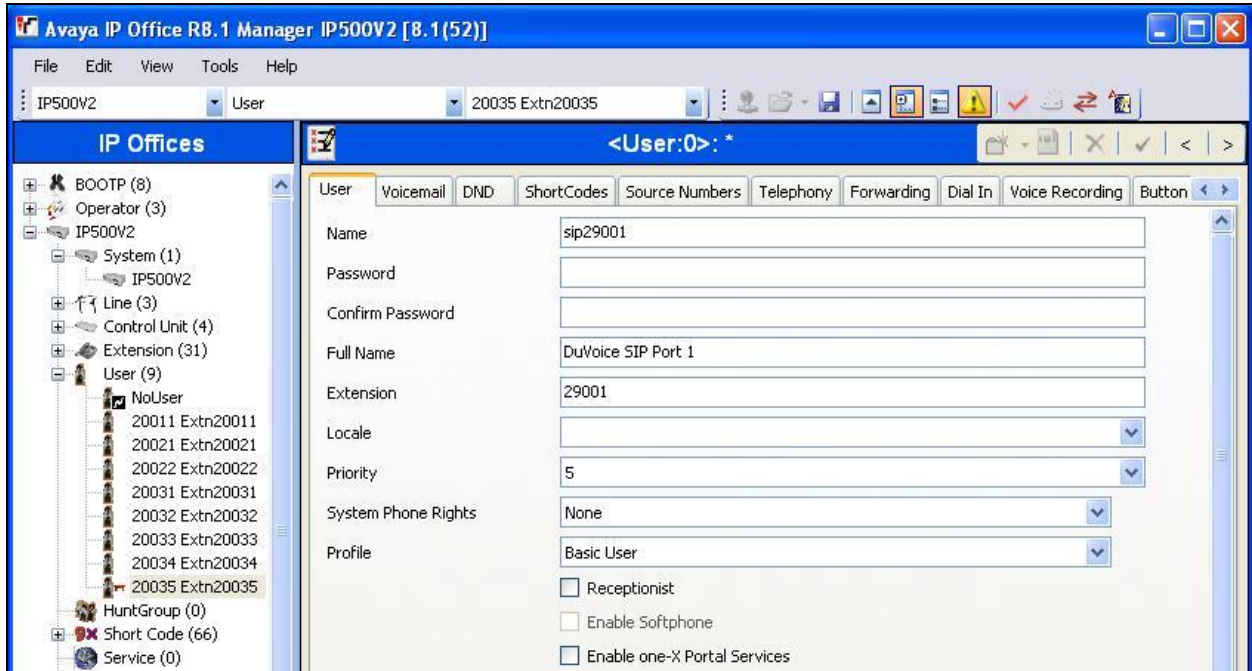 Avaya IP Office R8.1 Manager IP500V2 [8.1(52)]
File Edit View Tools Help
IP500V2 User 20035 Extn20035
IP Offices
<User:0>: *
BOOTP (8)
Operator (3)
IP500V2
System (1)
IP500V2
Line (3)
Control Unit (4)
Extension (31)
User (9)
NoUser
20011 Extn20011
20021 Extn20021
20022 Extn20022
20031 Extn20031
20032 Extn20032
20033 Extn20033
20034 Extn20034
20035 Extn20035
HuntGroup (0)
Short Code (66)
Service (0)
User Voicemail DND ShortCodes Source Numbers Telephony Forwarding Dial In Voice Recording Button
Name sip29001
Password
Confirm Password
Full Name DuVoice SIP Port 1
Extension 29001
Locale
Priority 5
System Phone Rights None
Profile Basic User
Receptionist
Enable Softphone
Enable one-X Portal Services